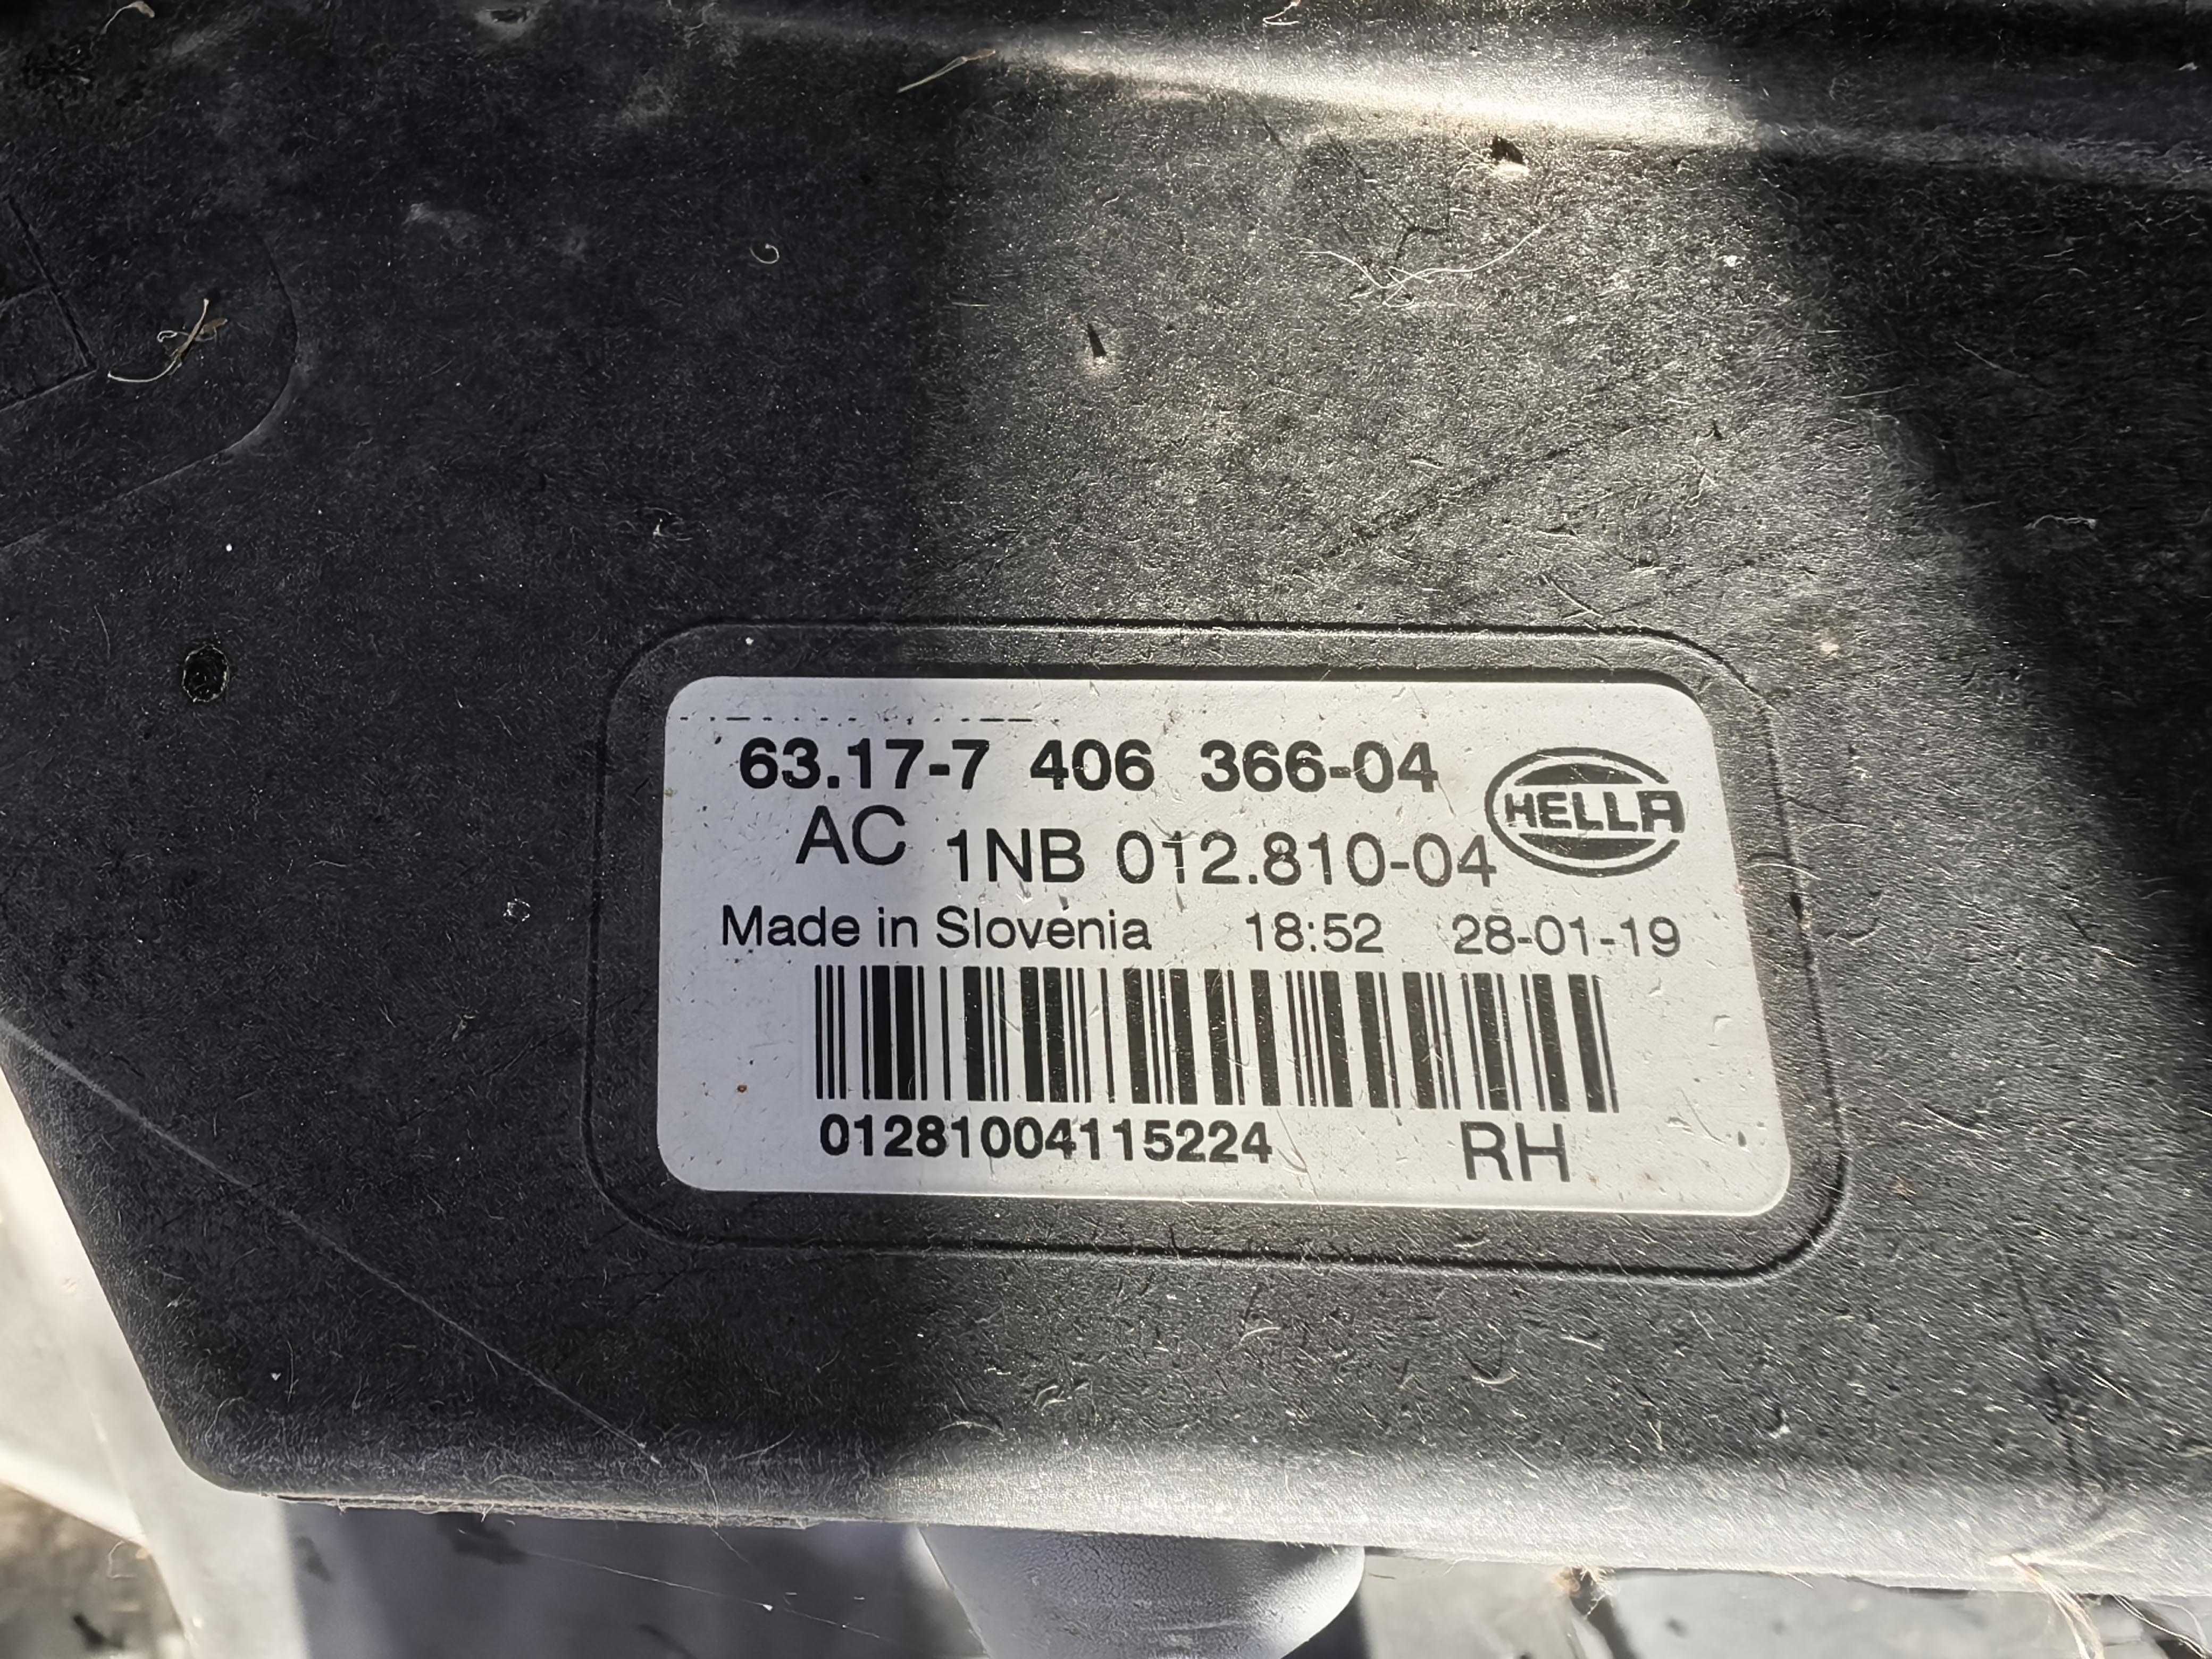 63.17-7 406 366-04
HELLA
AC 1NB 012.810-04
Made in Slovenia 18:52 28-01-19
01281004115224 RH